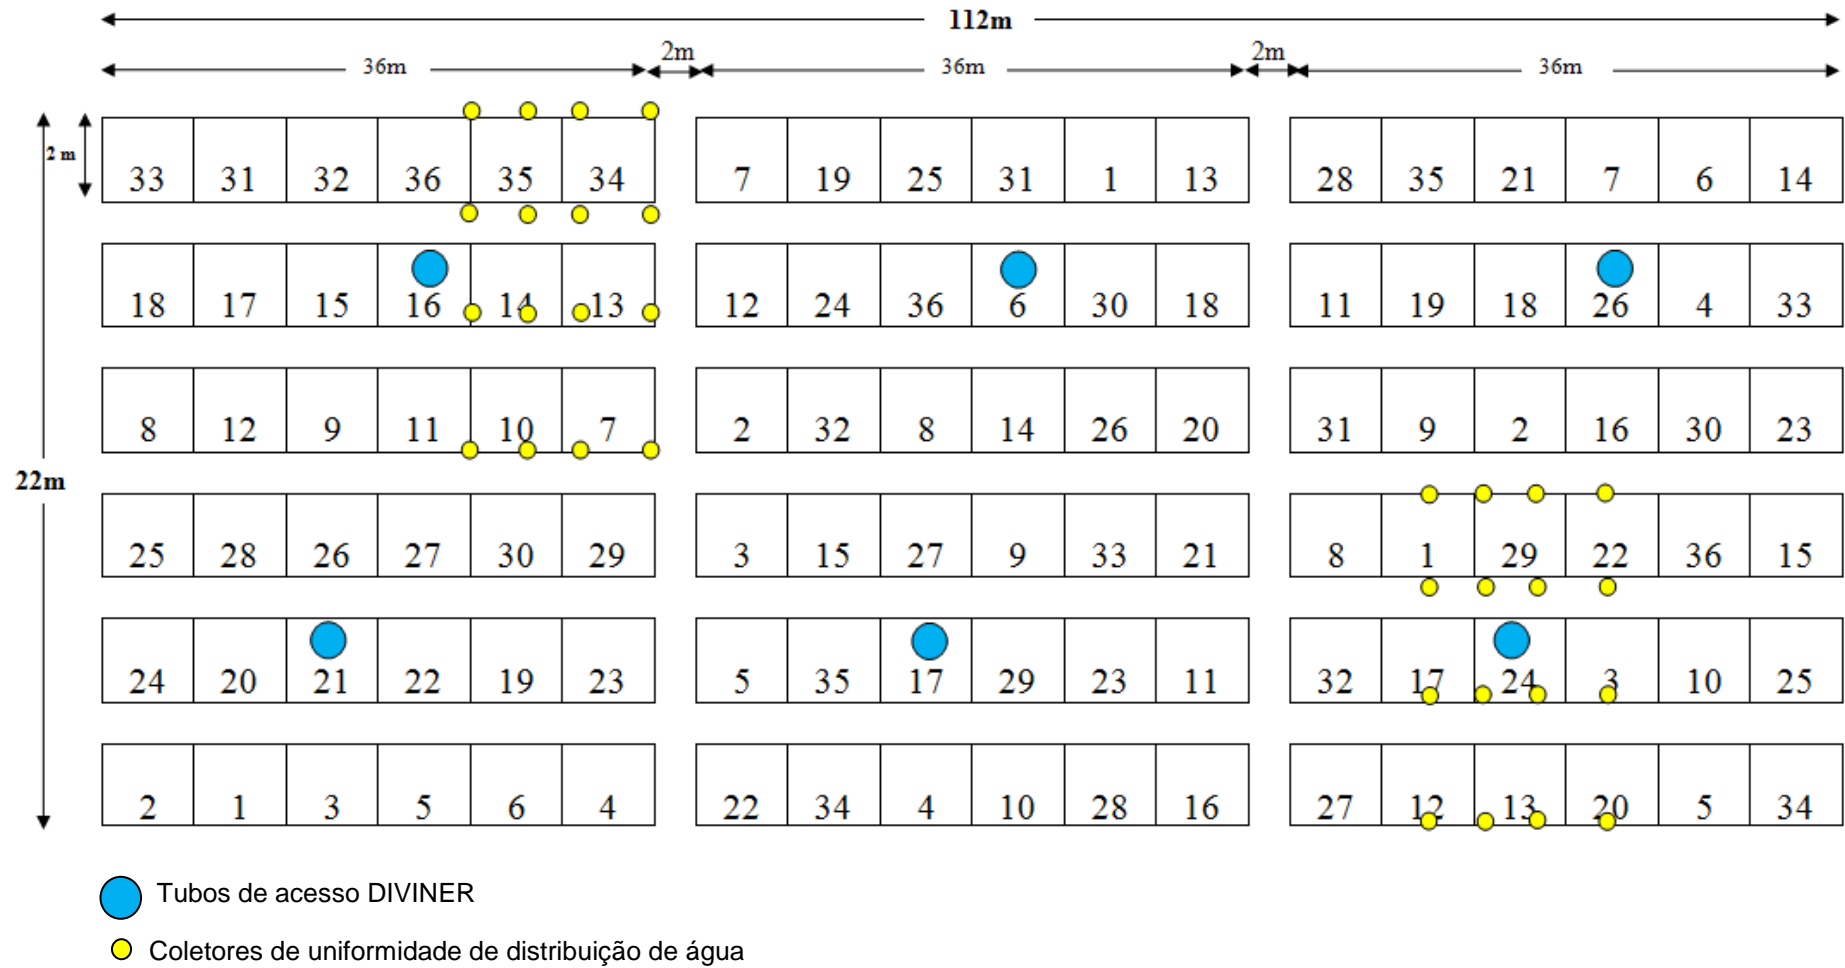 112m
36m 2m 36m 2m 36m
2 m
33 31 32 36 35 34 7 19 25 31 1 13 28 35 21 7 6 14
18 17 15 16 14 13 12 24 36 6 30 18 11 19 18 26 4 33
8 12 9 11 10 7 2 32 8 14 26 20 31 9 2 16 30 23
22m
25 28 26 27 30 29 3 15 27 9 33 21 8 1 29 22 36 15
24 20 21 22 19 23 5 35 17 29 23 11 32 17 24 3 10 25
2 1 3 5 6 4 22 34 4 10 28 16 27 12 13 20 5 34
Tubos de acesso DIVINER
Coletores de uniformidade de distribuição de água